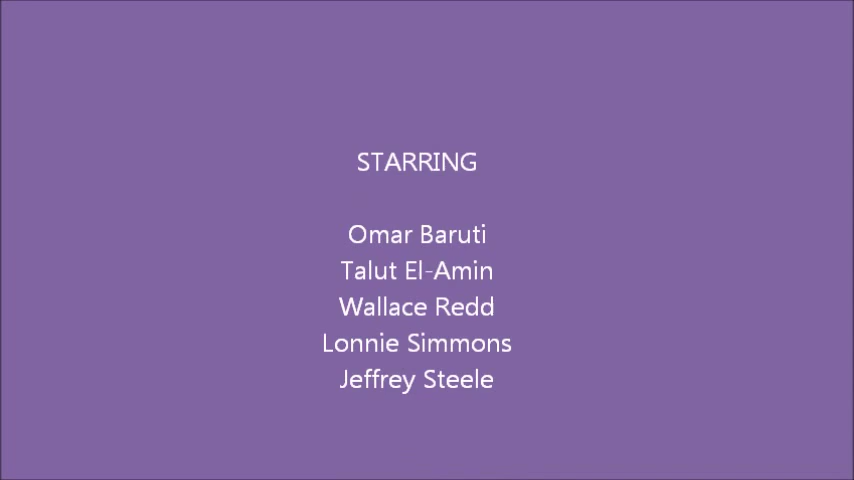 STARRING
Omar Baruti
Talut El-Amin
Wallace Redd
Lonnie Simmons
Jeffrey Steele